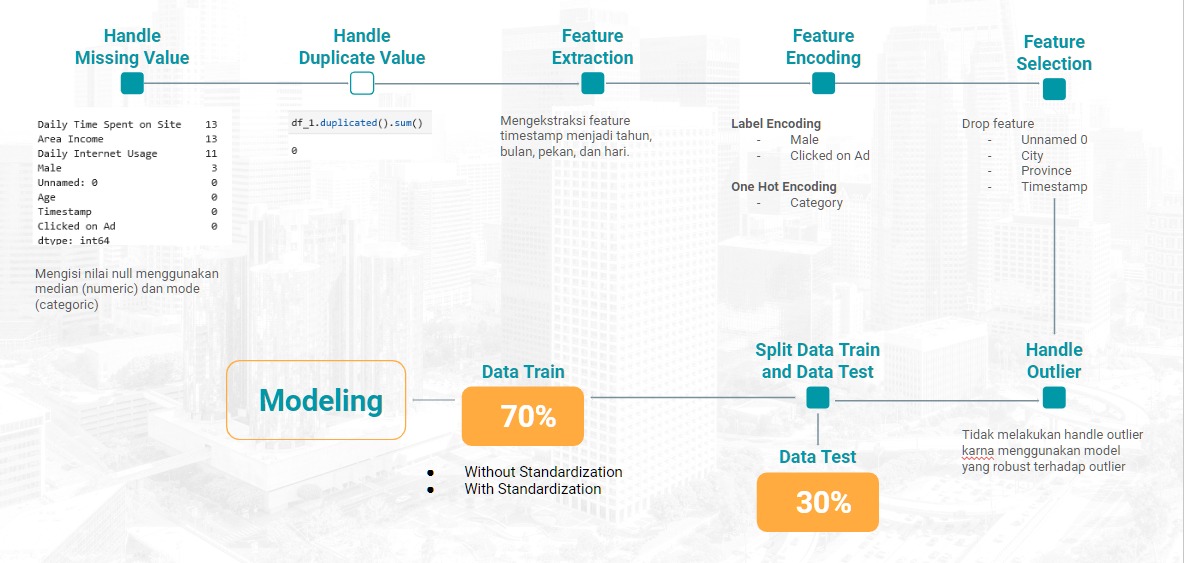 Handle
Missing Value
Handle
Duplicate Value
Feature
Extraction
Feature
Encoding
Feature
Selection
Daily Time Spent on Site 13
Area Income 13
Daily Internet Usage 11
Male 3
Unnamed: 0 0
Age 0
Timestamp 0
Clicked on Ad 0
dtype: int64
Mengisi nilai null menggunakan
median (numeric) dan mode
(categoric)
df_1.duplicated().sum()
0
Mengekstraksi feature
timestamp menjadi tahun,
bulan, pekan, dan hari.
Label Encoding
- Male
- Clicked on Ad
One Hot Encoding
- Category
Drop feature
- Unnamed 0
- City
- Province
- Timestamp
Handle
Outlier
Tidak melakukan handle outlier
karna menggunakan model
yang robust terhadap outlier
Split Data Train
and Data Test
Data Test
30%
Data Train
70%
● Without Standardization
● With Standardization
Modeling